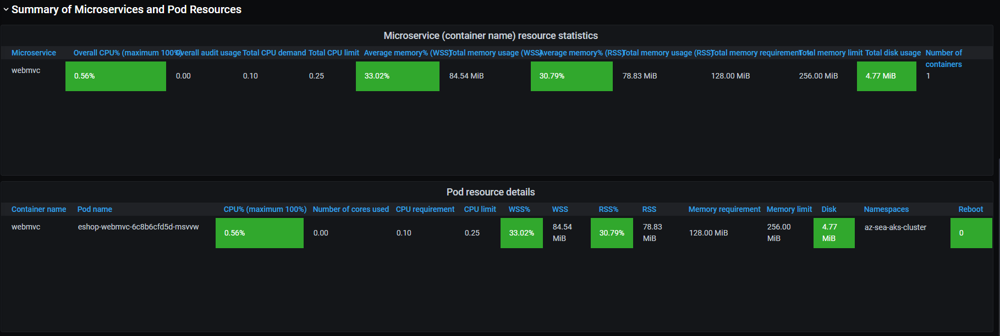 Summary of Microservices and Pod Resources
Microservice (container name) resource statistics
Microservice Overall CPU% (maximum 100%) Overall audit usage Total CPU demand Total CPU limit Average memory% (WSS) Total memory usage (WSS) Average memory% (RSS) Total memory usage (RSS) Total memory requirement Total memory limit Total disk usage Number of
containers
webmvc 0.56% 0.00 0.10 0.25 33.02% 84.54 MiB 30.79% 78.83 MiB 128.00 MiB 256.00 MiB 4.77 MiB 1
Pod resource details
Container name Pod name CPU% (maximum 100%) Number of cores used CPU requirement CPU limit WSS% WSS RSS% RSS Memory requirement Memory limit Disk Namespaces Reboot
webmvc eshop-webmvc-6c8b6cfd5d-msvvw 0.56% 0.00 0.10 0.25 33.02% 84.54 MiB 30.79% 78.83 MiB 128.00 MiB 256.00 MiB 4.77 MiB az-sea-aks-cluster 0